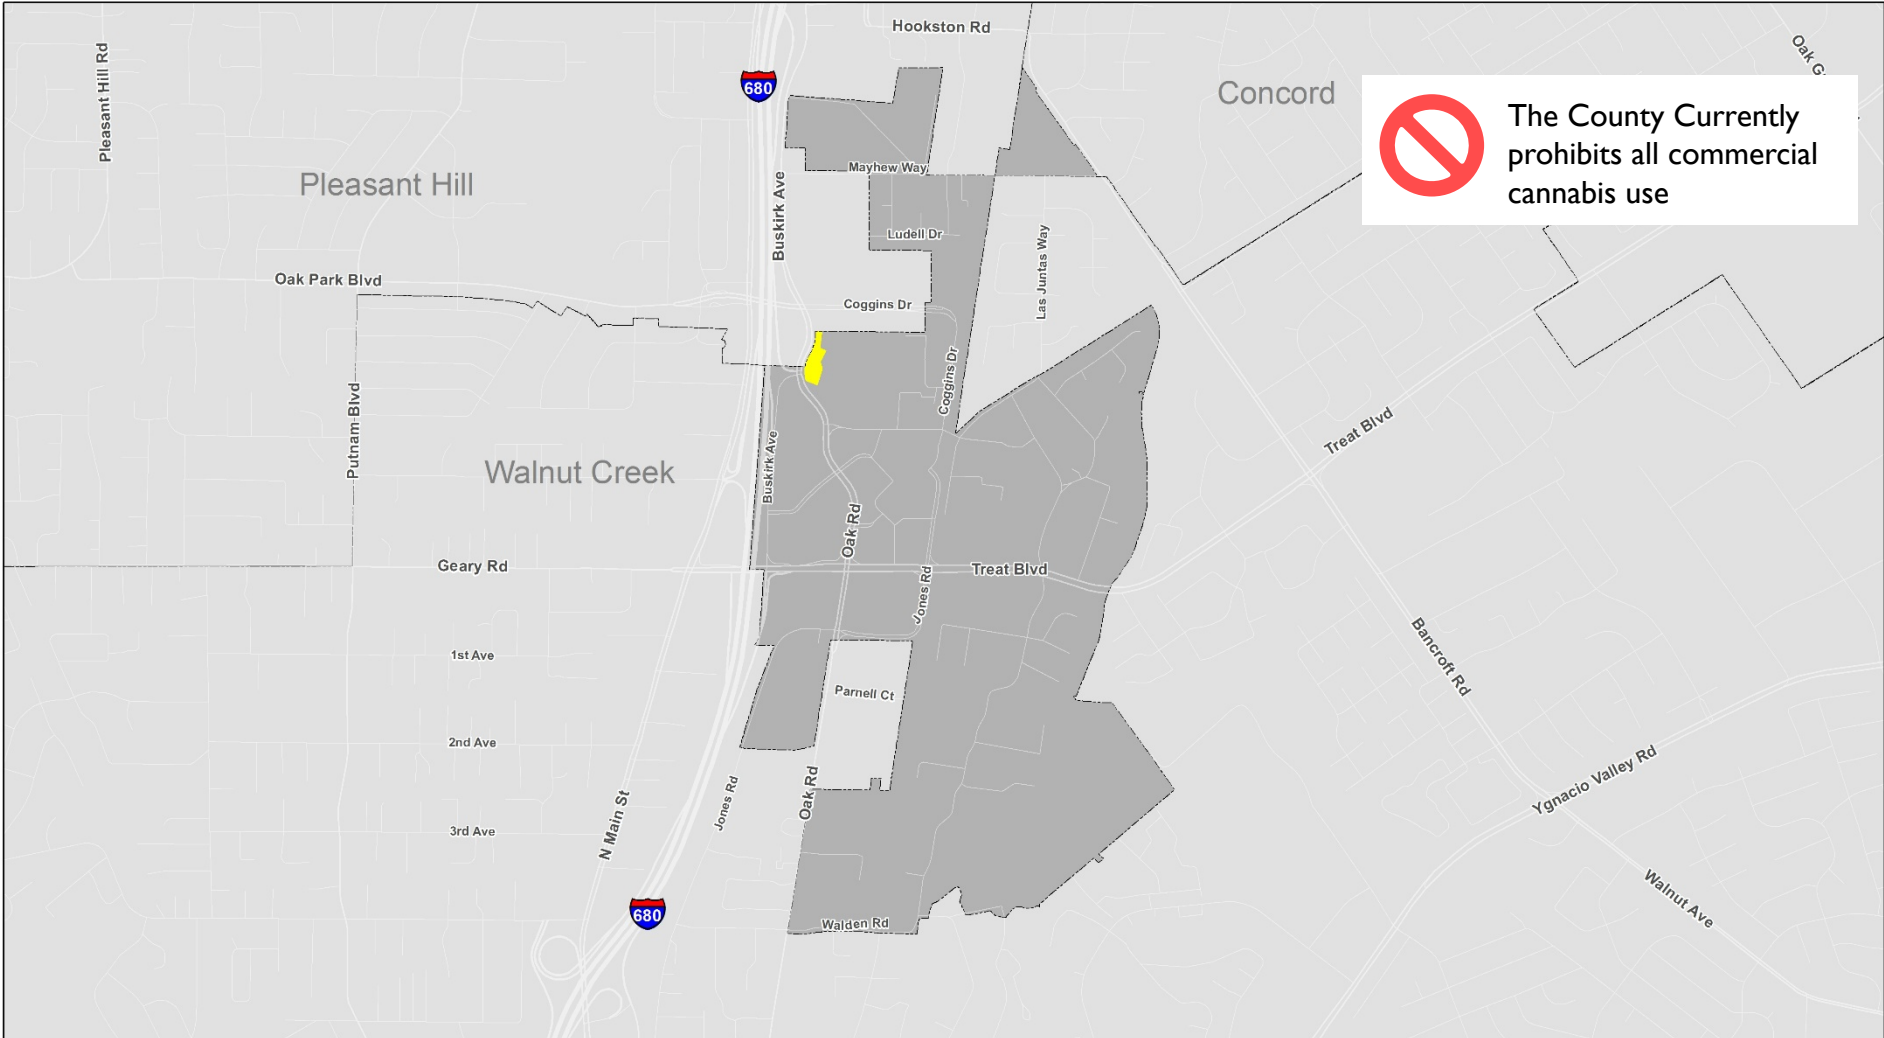 Hookston Rd
Pleasant Hill Rd
680
Oak G
Concord
The County Currently
prohibits all commercial
cannabis use
Mayhew Way
Pleasant Hill
Buskirk Ave
Ludell Dr
Las Juntas Way
Oak Park Blvd
Coggins Dr
Coggins Dr
Putnam Blvd
Treat Blvd
Buskirk Ave
Walnut Creek
Oak Rd
Geary Rd
Treat Blvd
Jones Rd
1st Ave
Bancroft Rd
Parnell Ct
2nd Ave
Ygnacio Valley Rd
Oak Rd
Jones Rd
N Main St
3rd Ave
Walnut Ave
680
Walden Rd